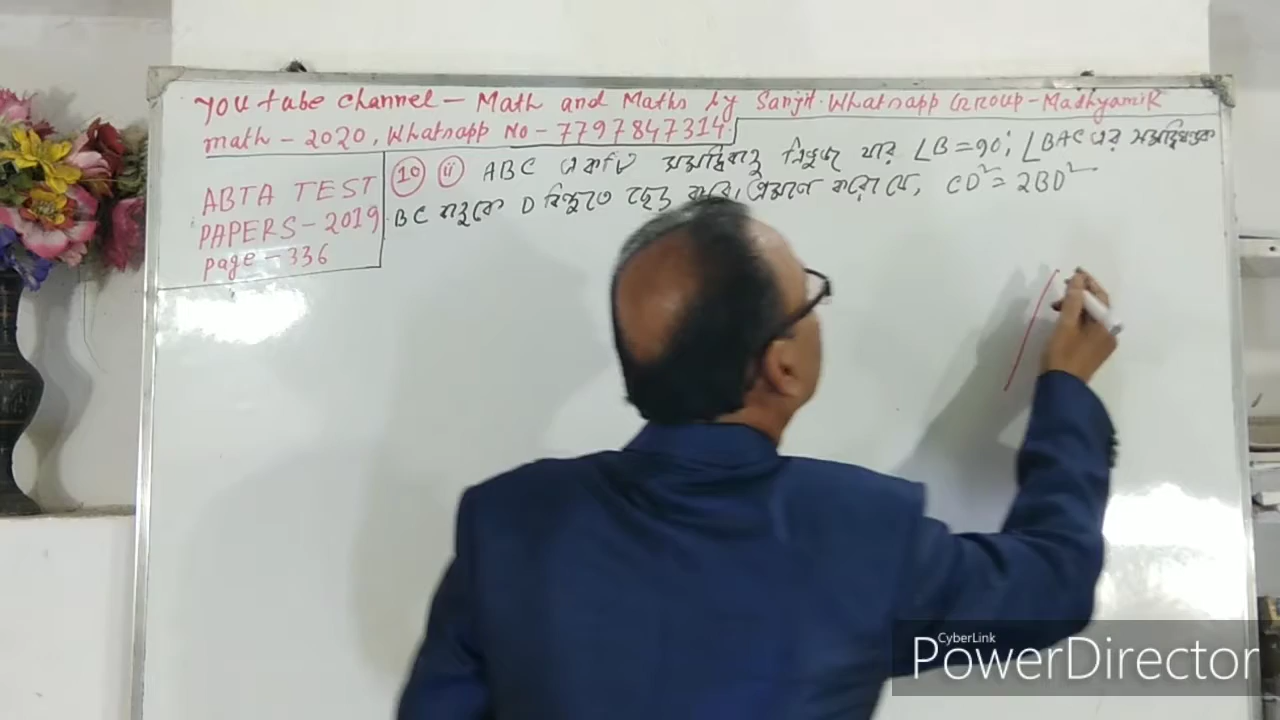 You tube channel - Math and Maths by Sanjit. Whatsapp Group - Madhyamik
math - 2020, Whatsapp No - 7797847314.
ABTA TEST
PAPERS - 2019
page - 336
10 ii ABC একটি সমদ্বিবাহু ত্রিভুজ যার ∠B = 90; ∠BAC এর সমদ্বিখণ্ডক
BC বাহুকে D বিন্দুতে ছেদ করে। প্রমাণ করো যে, CD² = 2BD²
CyberLink
PowerDirector